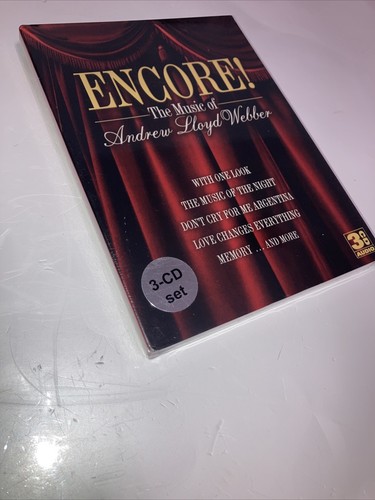 ENCORE!
The Music of
Andrew Lloyd Webber
WITH ONE LOOK
THE MUSIC OF THE NIGHT
DON'T CRY FOR ME ARGENTINA
LOVE CHANGES EVERYTHING
MEMORY ... AND MORE
3-CD
set
3 CD
AUDIO